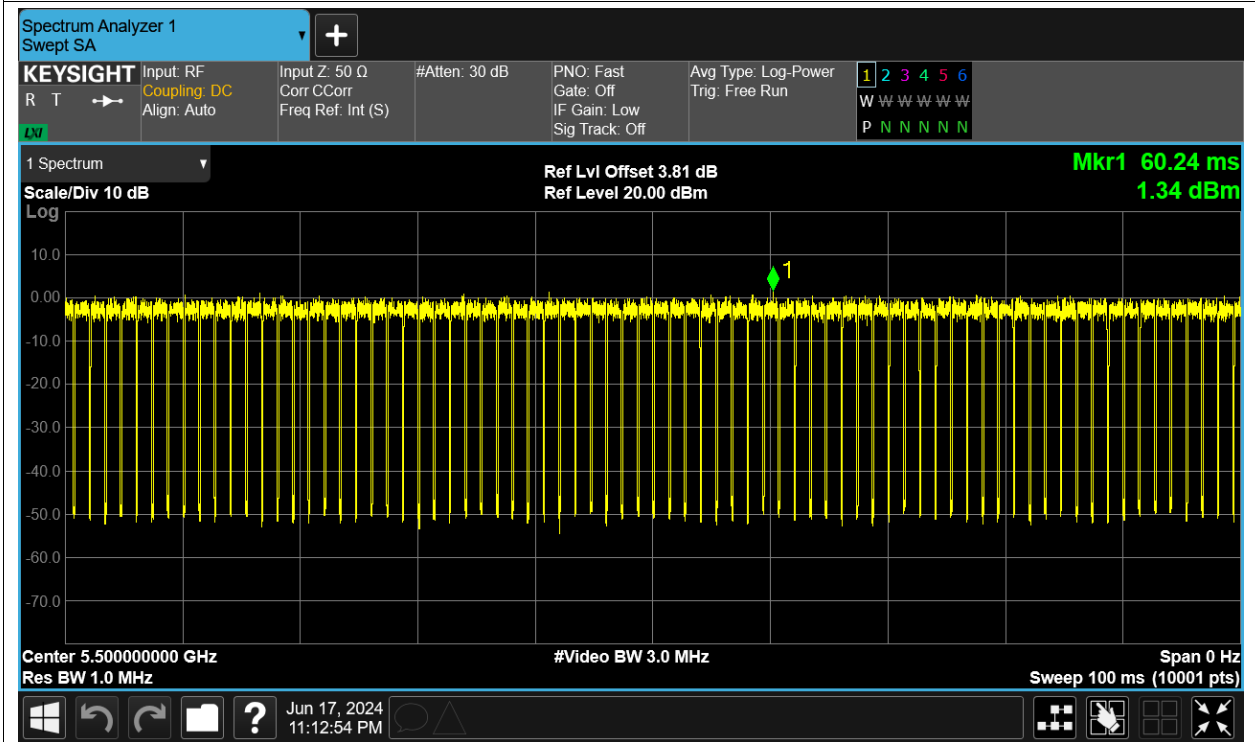 Spectrum Analyzer 1
Swept SA
+
KEYSIGHT
R T
LXI
Input: RF
Coupling: DC
Align: Auto
Input Z: 50 Ω
Corr CCorr
Freq Ref: Int (S)
#Atten: 30 dB
PNO: Fast
Gate: Off
IF Gain: Low
Sig Track: Off
Avg Type: Log-Power
Trig: Free Run
1 2 3 4 5 6
W W W W W W
P N N N N N
1 Spectrum
Scale/Div 10 dB
Log
Ref Lvl Offset 3.81 dB
Ref Level 20.00 dBm
Mkr1 60.24 ms
1.34 dBm
10.0
0.00
-10.0
-20.0
-30.0
-40.0
-50.0
-60.0
-70.0
1
Center 5.500000000 GHz
Res BW 1.0 MHz
#Video BW 3.0 MHz
Span 0 Hz
Sweep 100 ms (10001 pts)
?
Jun 17, 2024
11:12:54 PM